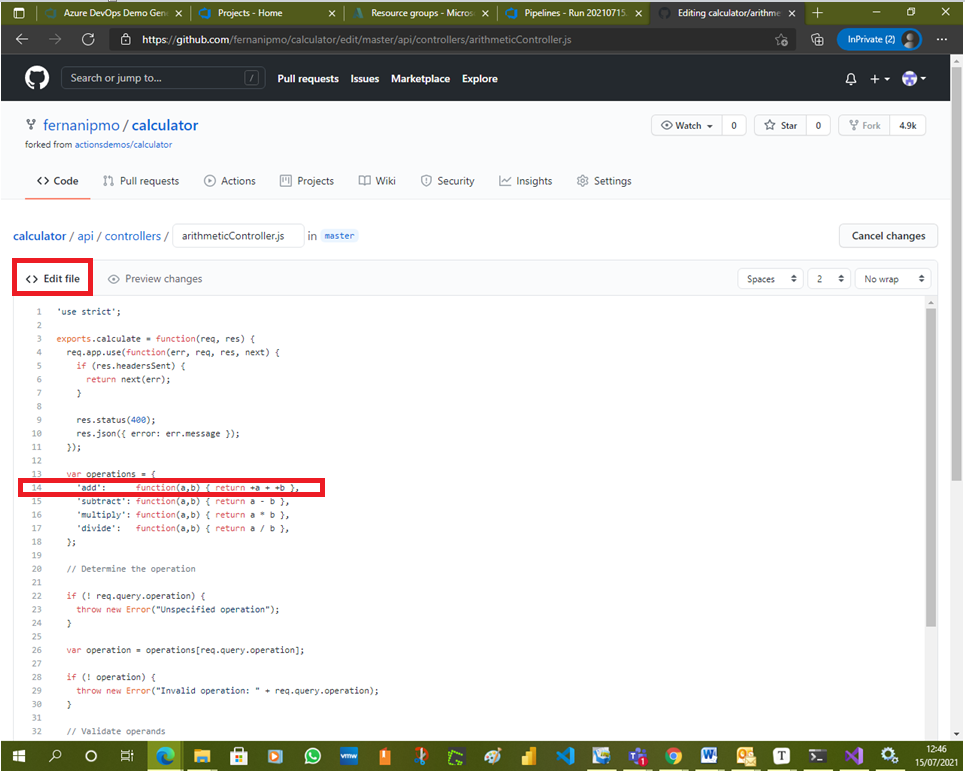 Azure DevOps Demo Gene
Projects - Home
Resource groups - Micros
Pipelines - Run 20210715.
Editing calculator/arithme
https://github.com/fernanipmo/calculator/edit/master/api/controllers/arithmeticController.js
InPrivate (2)
Search or jump to...
/
Pull requests
Issues
Marketplace
Explore
fernanipmo / calculator
forked from actionsdemos/calculator
Watch
0
Star
0
Fork
4.9k
Code
Pull requests
Actions
Projects
Wiki
Security
Insights
Settings
calculator / api / controllers / arithmeticController.js in master
Cancel changes
Edit file
Preview changes
Spaces
2
No wrap
1 'use strict';
2
3 exports.calculate = function(req, res) {
4   req.app.use(function(err, req, res, next) {
5     if (res.headersSent) {
6       return next(err);
7     }
8
9     res.status(400);
10     res.json({ error: err.message });
11   });
12
13   var operations = {
14     'add':      function(a,b) { return +a + +b },
15     'subtract': function(a,b) { return a - b },
16     'multiply': function(a,b) { return a * b },
17     'divide':   function(a,b) { return a / b },
18   };
19
20   // Determine the operation
21
22   if (! req.query.operation) {
23     throw new Error("Unspecified operation");
24   }
25
26   var operation = operations[req.query.operation];
27
28   if (! operation) {
29     throw new Error("Invalid operation: " + req.query.operation);
30   }
31
32   // Validate operands
vmw
T
12:46
15/07/2021